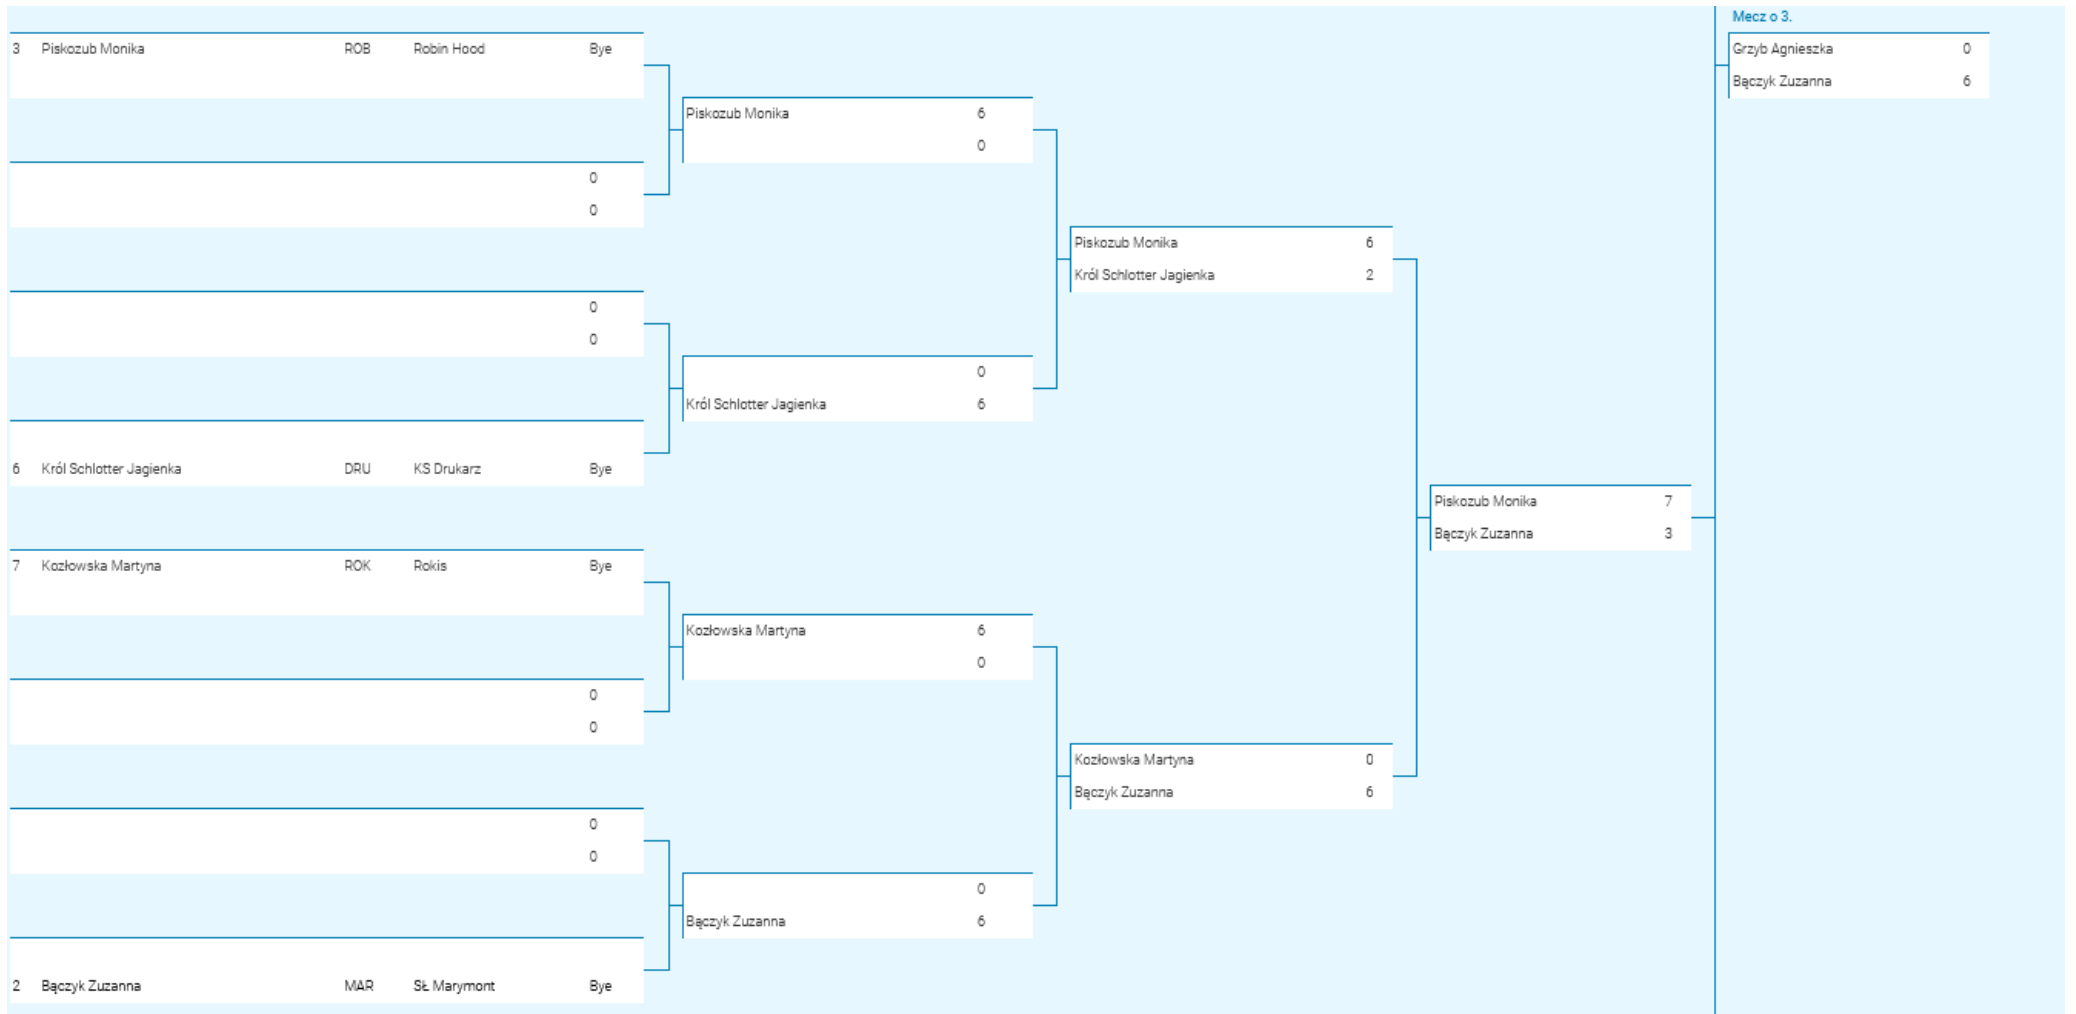 Mecz o 3.
3 Piskozub Monika ROB Robin Hood Bye
Grzyb Agnieszka 0
Bączyk Zuzanna 6
Piskozub Monika 6
0
0
0
Piskozub Monika 6
Król Schlotter Jagienka 2
0
0
0
Król Schlotter Jagienka 6
6 Król Schlotter Jagienka DRU KS Drukarz Bye
Piskozub Monika 7
Bączyk Zuzanna 3
7 Kozłowska Martyna ROK Rokis Bye
Kozłowska Martyna 6
0
0
0
Kozłowska Martyna 0
Bączyk Zuzanna 6
0
0
0
Bączyk Zuzanna 6
2 Bączyk Zuzanna MAR SŁ Marymont Bye